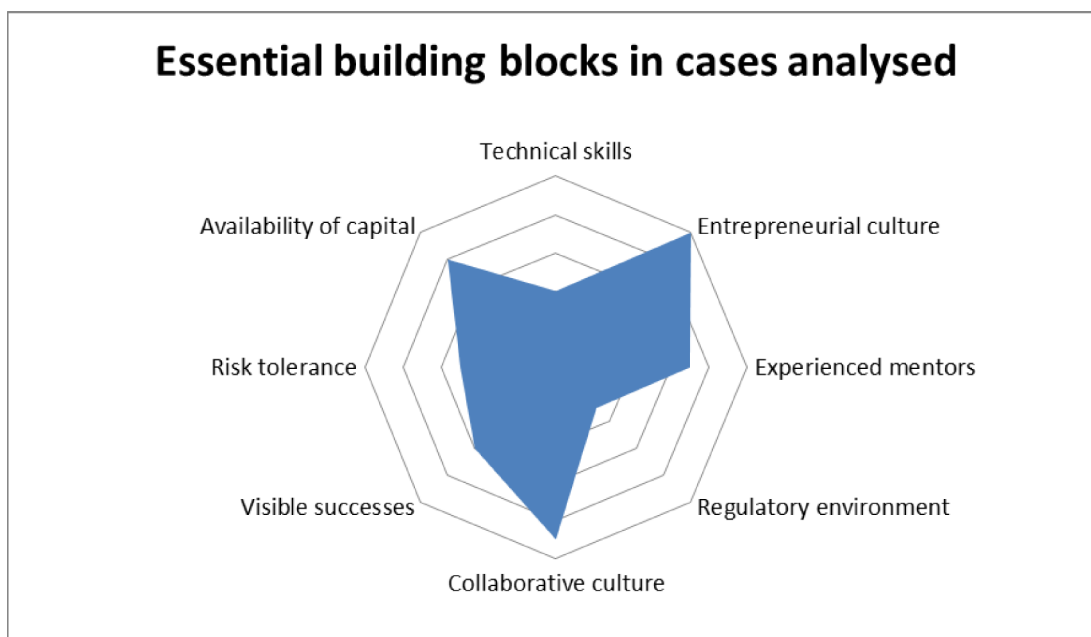 Essential building blocks in cases analysed
Technical skills
Availability of capital
Entrepreneurial culture
Risk tolerance
Experienced mentors
Visible successes
Regulatory environment
Collaborative culture